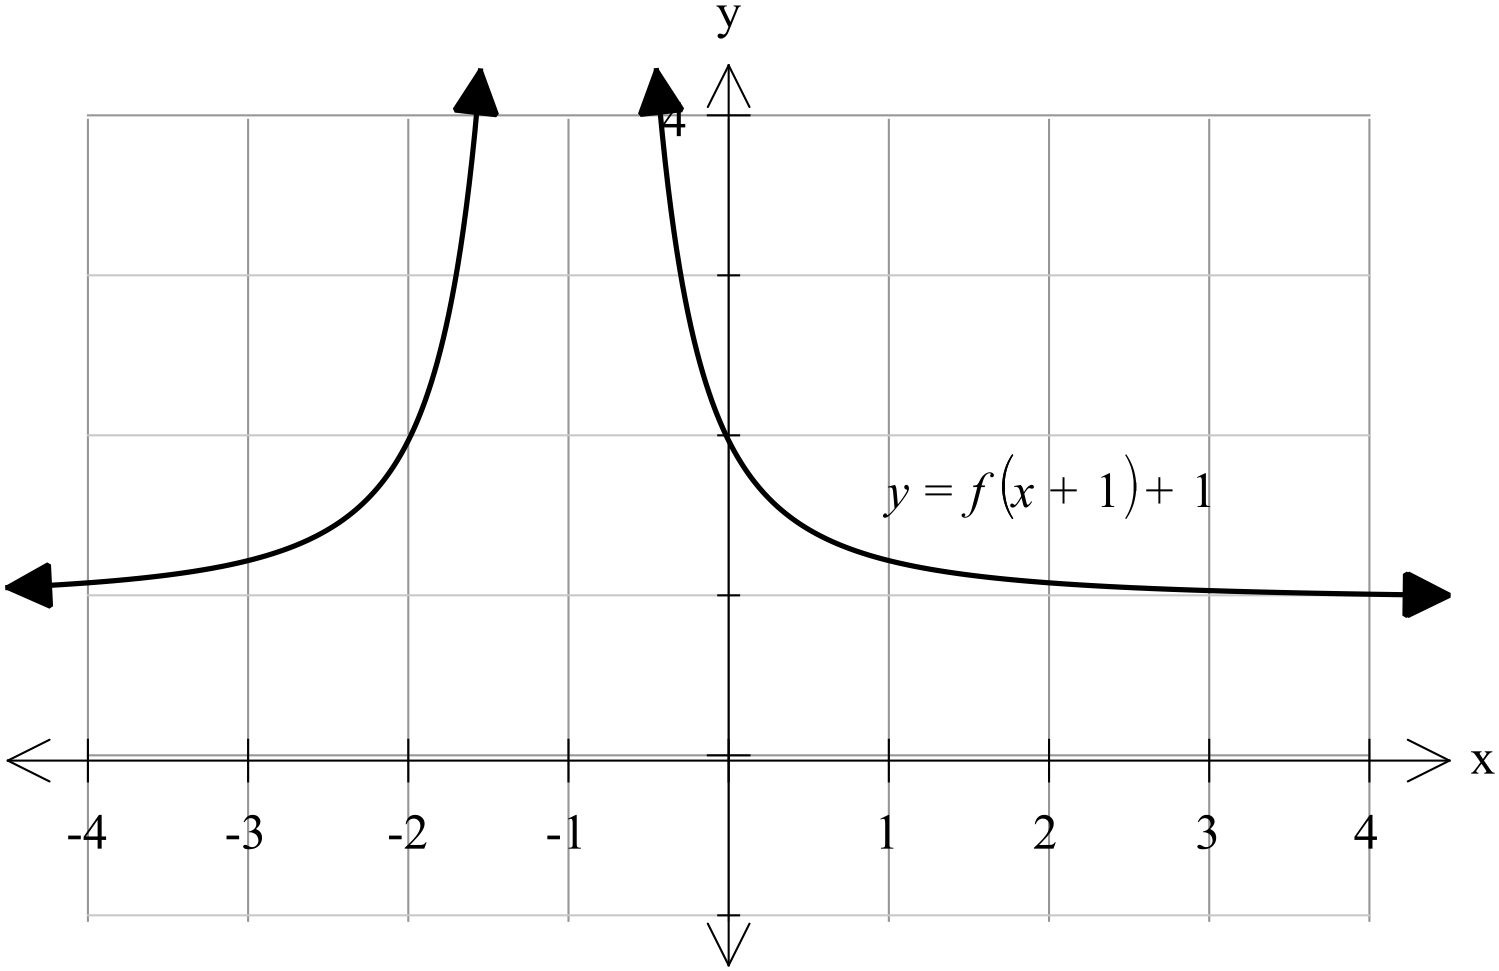 y
4
y = f(x + 1) + 1
x
-4 -3 -2 -1 1 2 3 4